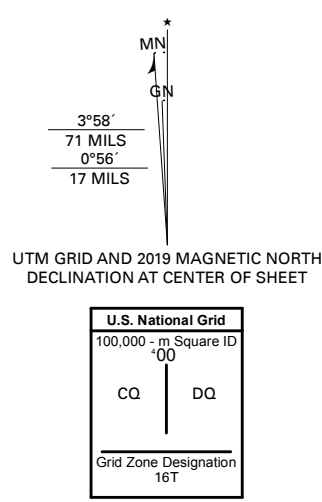 ★
MN
GN
3°58´
71 MILS
0°56´
17 MILS
UTM GRID AND 2019 MAGNETIC NORTH
DECLINATION AT CENTER OF SHEET
U.S. National Grid
100,000 - m Square ID
⁴00
CQ DQ
Grid Zone Designation
16T